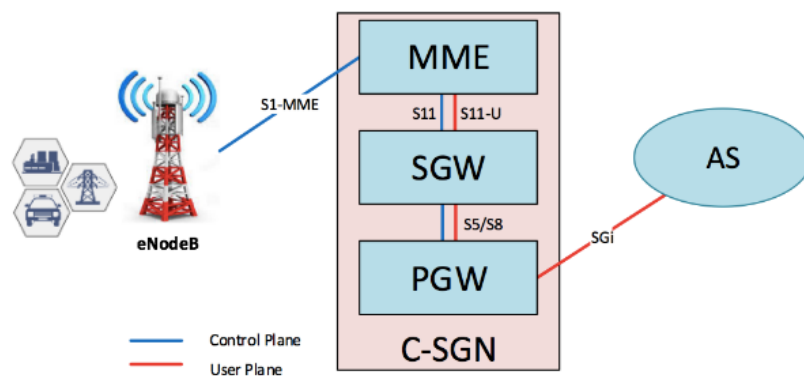 MME
S1-MME
S11 S11-U
SGW
AS
eNodeB
S5/S8
SGi
PGW
Control Plane
User Plane
C-SGN